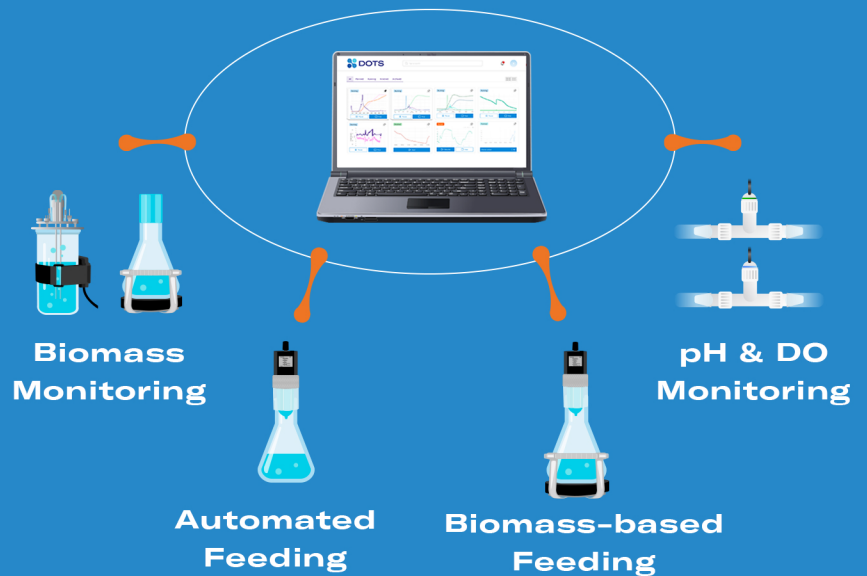 DOTS
Biomass
Monitoring
pH & DO
Monitoring
Automated
Feeding
Biomass-based
Feeding